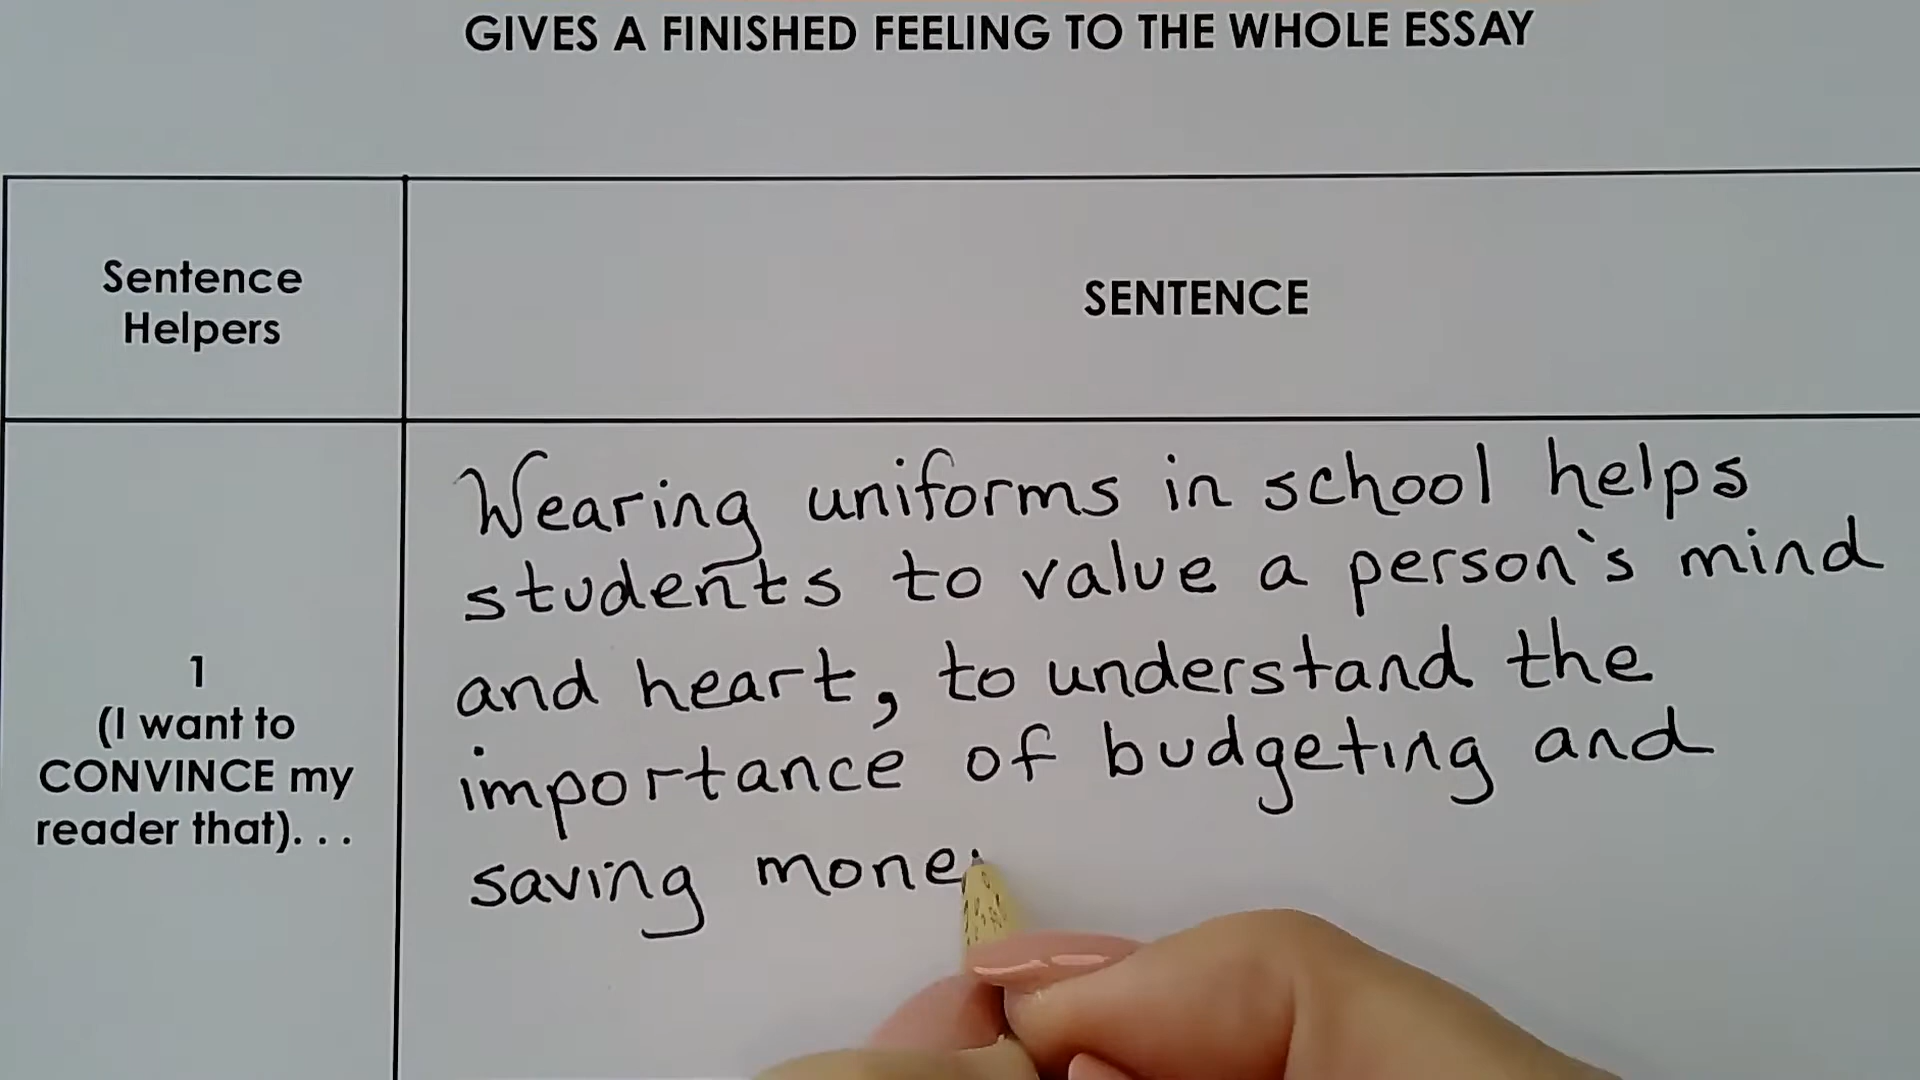 GIVES A FINISHED FEELING TO THE WHOLE ESSAY
Sentence
Helpers
SENTENCE
1
(I want to
CONVINCE my
reader that). . .
Wearing uniforms in school helps
students to value a person's mind
and heart, to understand the
importance of budgeting and
saving mone